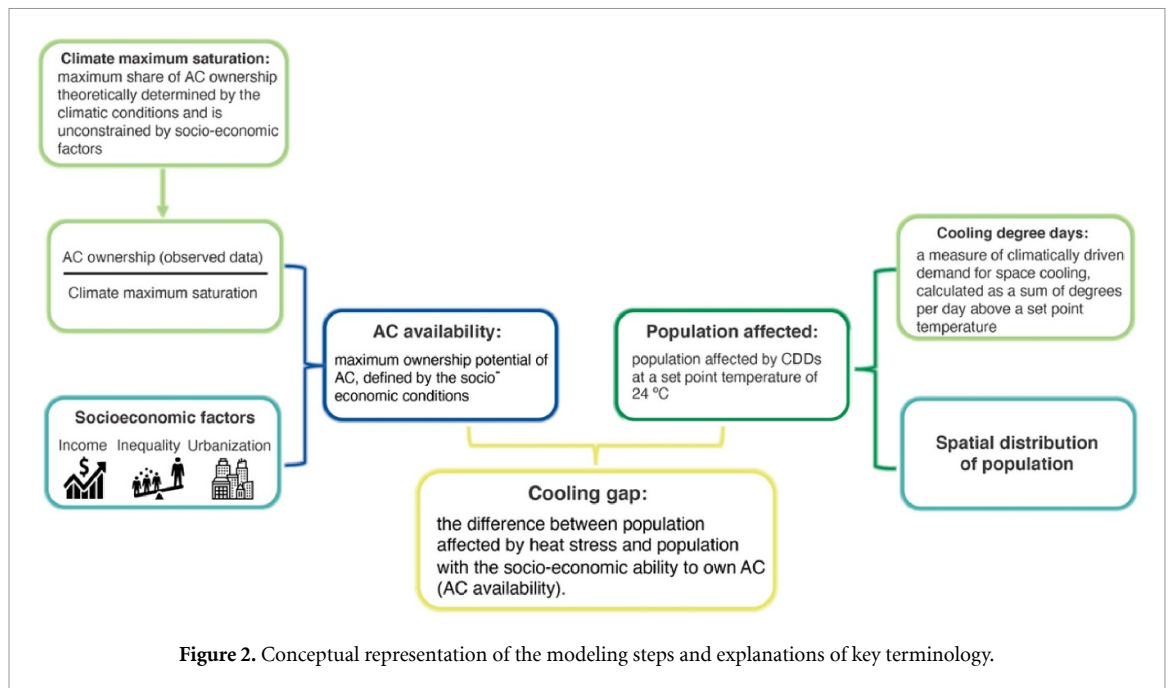 Climate maximum saturation:
maximum share of AC ownership
theoretically determined by the
climatic conditions and is
unconstrained by socio-economic
factors
AC ownership (observed data)
Climate maximum saturation
Socioeconomic factors
Income Inequality Urbanization
$
AC availability:
maximum ownership potential of
AC, defined by the socio-
economic conditions
Population affected:
population affected by CDDs
at a set point temperature of
24 ºC
Cooling degree days:
a measure of climatically driven
demand for space cooling,
calculated as a sum of degrees
per day above a set point
temperature
Spatial distribution
of population
Cooling gap:
the difference between population
affected by heat stress and population
with the socio-economic ability to own AC
(AC availability).
Figure 2. Conceptual representation of the modeling steps and explanations of key terminology.